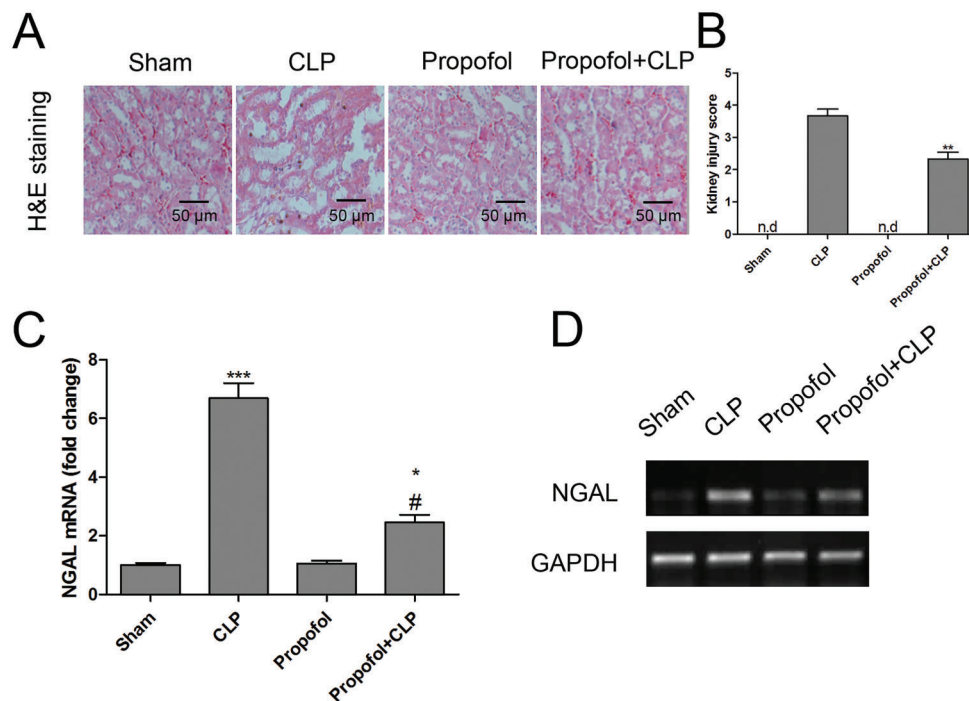 A
Sham CLP Propofol Propofol+CLP
H&E staining
50 µm 50 µm 50 µm 50 µm
B
Kidney injury score
5
4
3
2
1
0
n.d
n.d
**
Sham CLP Propofol Propofol+CLP
C
NGAL mRNA (fold change)
8
6
4
2
0
***
*
#
Sham CLP Propofol Propofol+CLP
D
Sham CLP Propofol Propofol+CLP
NGAL
GAPDH